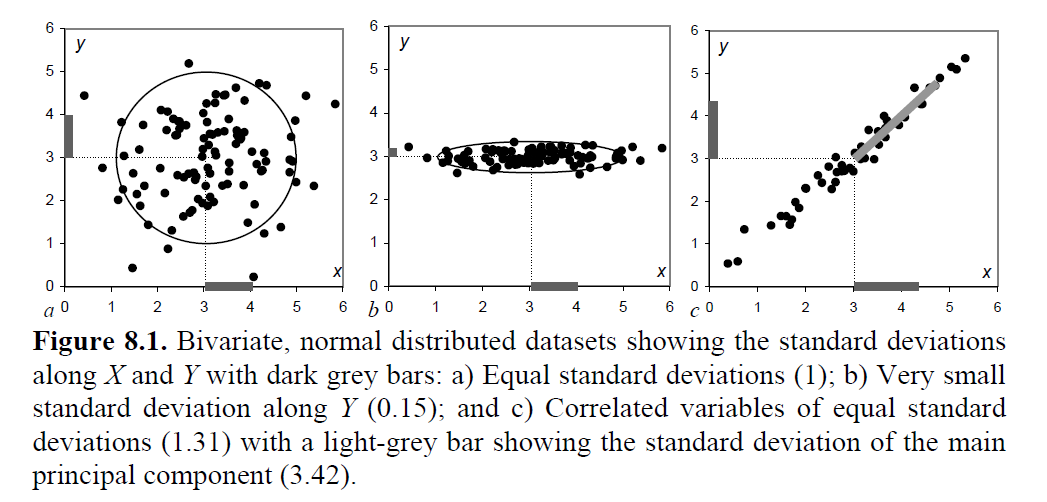 6
5
4
3
2
1
0
y
x
a 0 1 2 3 4 5 6
6
5
4
3
2
1
0
y
x
b 0 1 2 3 4 5 6
6
5
4
3
2
1
0
y
x
c 0 1 2 3 4 5 6
Figure 8.1. Bivariate, normal distributed datasets showing the standard deviations
along X and Y with dark grey bars: a) Equal standard deviations (1); b) Very small
standard deviation along Y (0.15); and c) Correlated variables of equal standard
deviations (1.31) with a light-grey bar showing the standard deviation of the main
principal component (3.42).